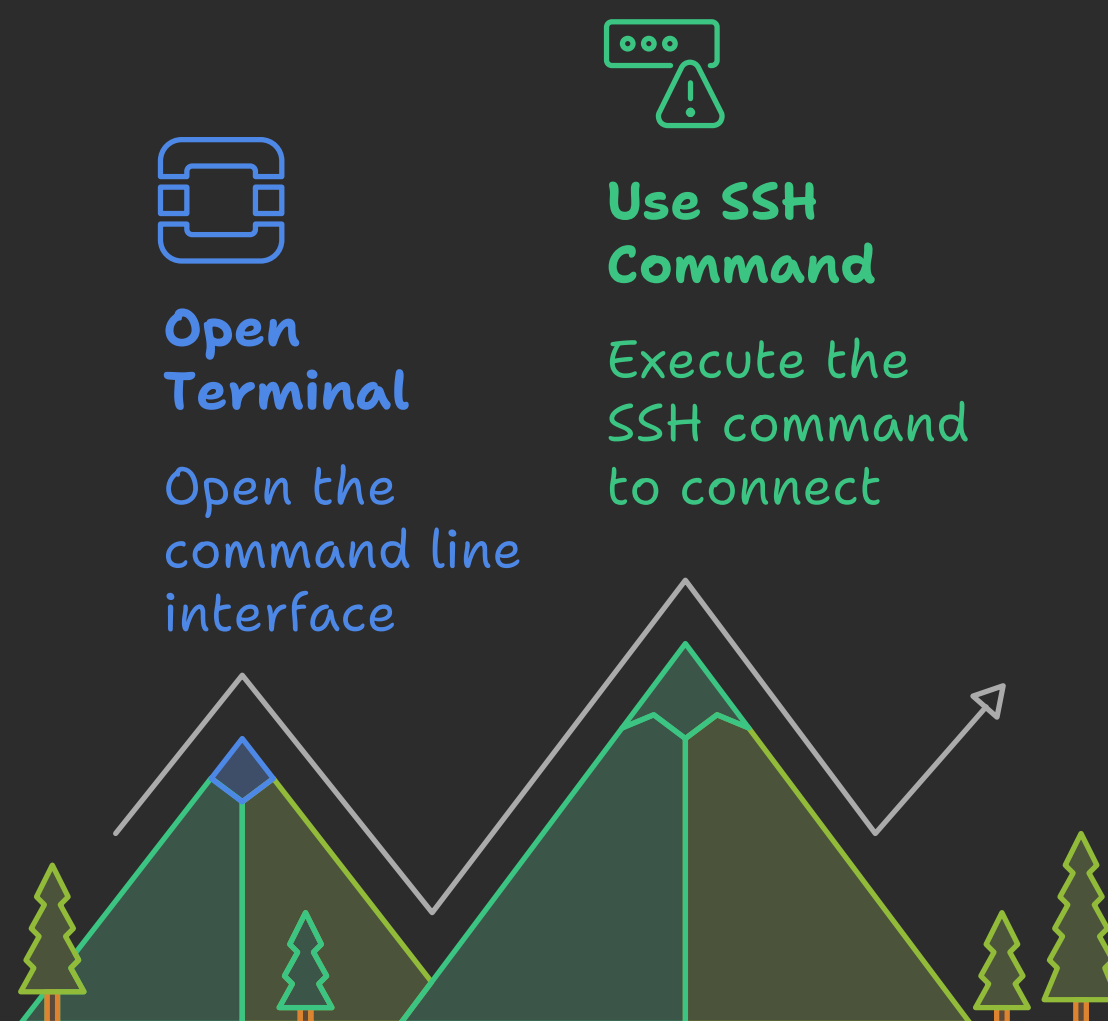 Open
Terminal
Open the
command line
interface
Use SSH
Command
Execute the
SSH command
to connect